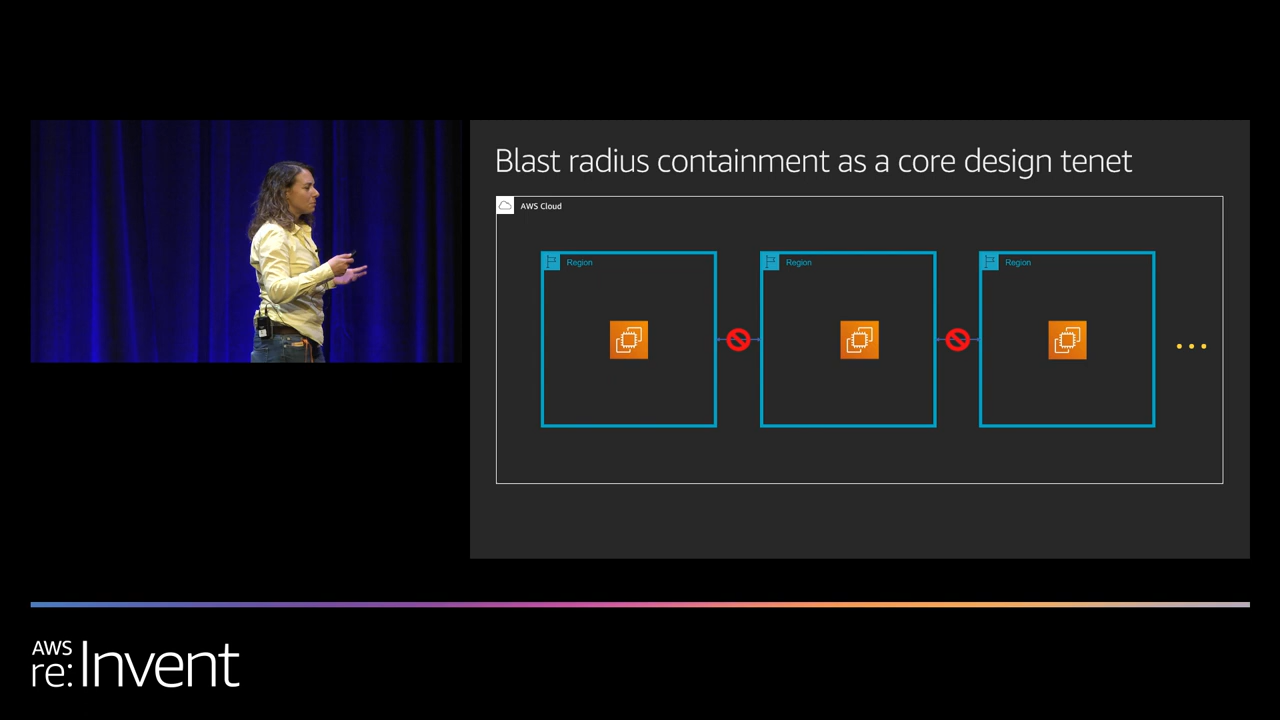 Blast radius containment as a core design tenet
AWS Cloud
Region
Region
Region
AWS
re:Invent